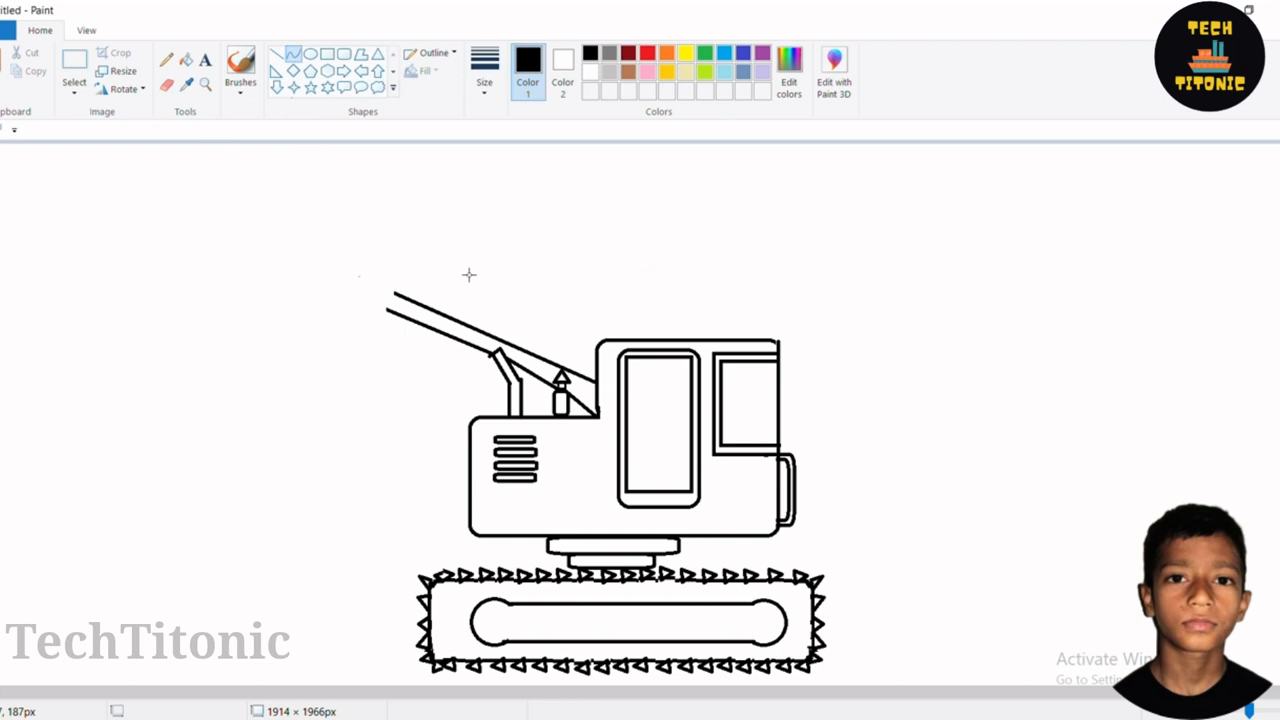 itled - Paint
Home View
Cut
Copy
Select
Crop
Resize
Rotate
Brushes
Outline
Fill
Size
Color
1
Color
2
Edit
colors
Edit with
Paint 3D
pboard Image Tools Shapes Colors
TECH
TITONIC
TechTitonic
Activate Win
Go to Settin
7, 187px
1914 × 1966px